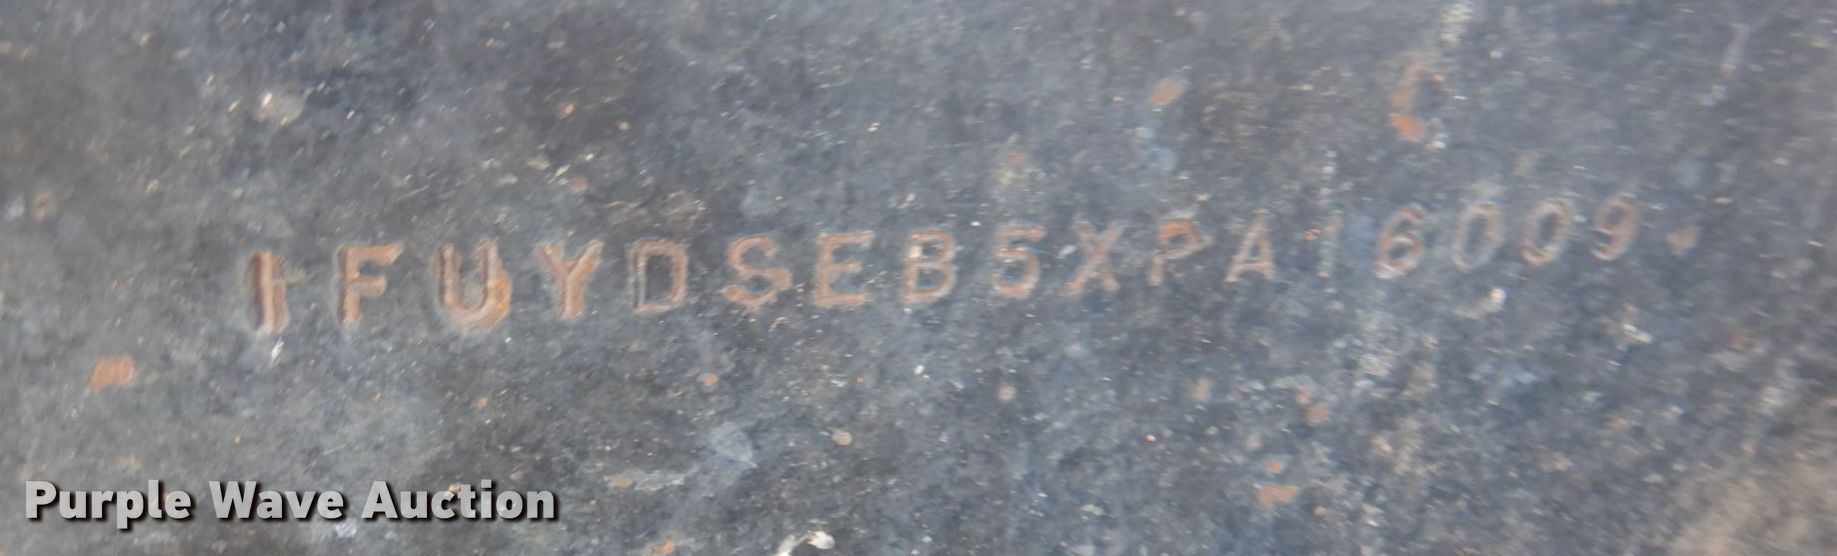 1FUYDSEB5XPA16009
Purple Wave Auction